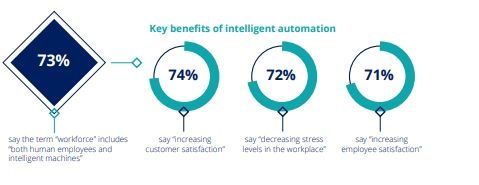 Key benefits of intelligent automation
73%
74%
72%
71%
say the term “workforce” includes
“both human employees and
intelligent machines”
say “increasing
customer satisfaction”
say “decreasing stress
levels in the workplace”
say “increasing
employee satisfaction”